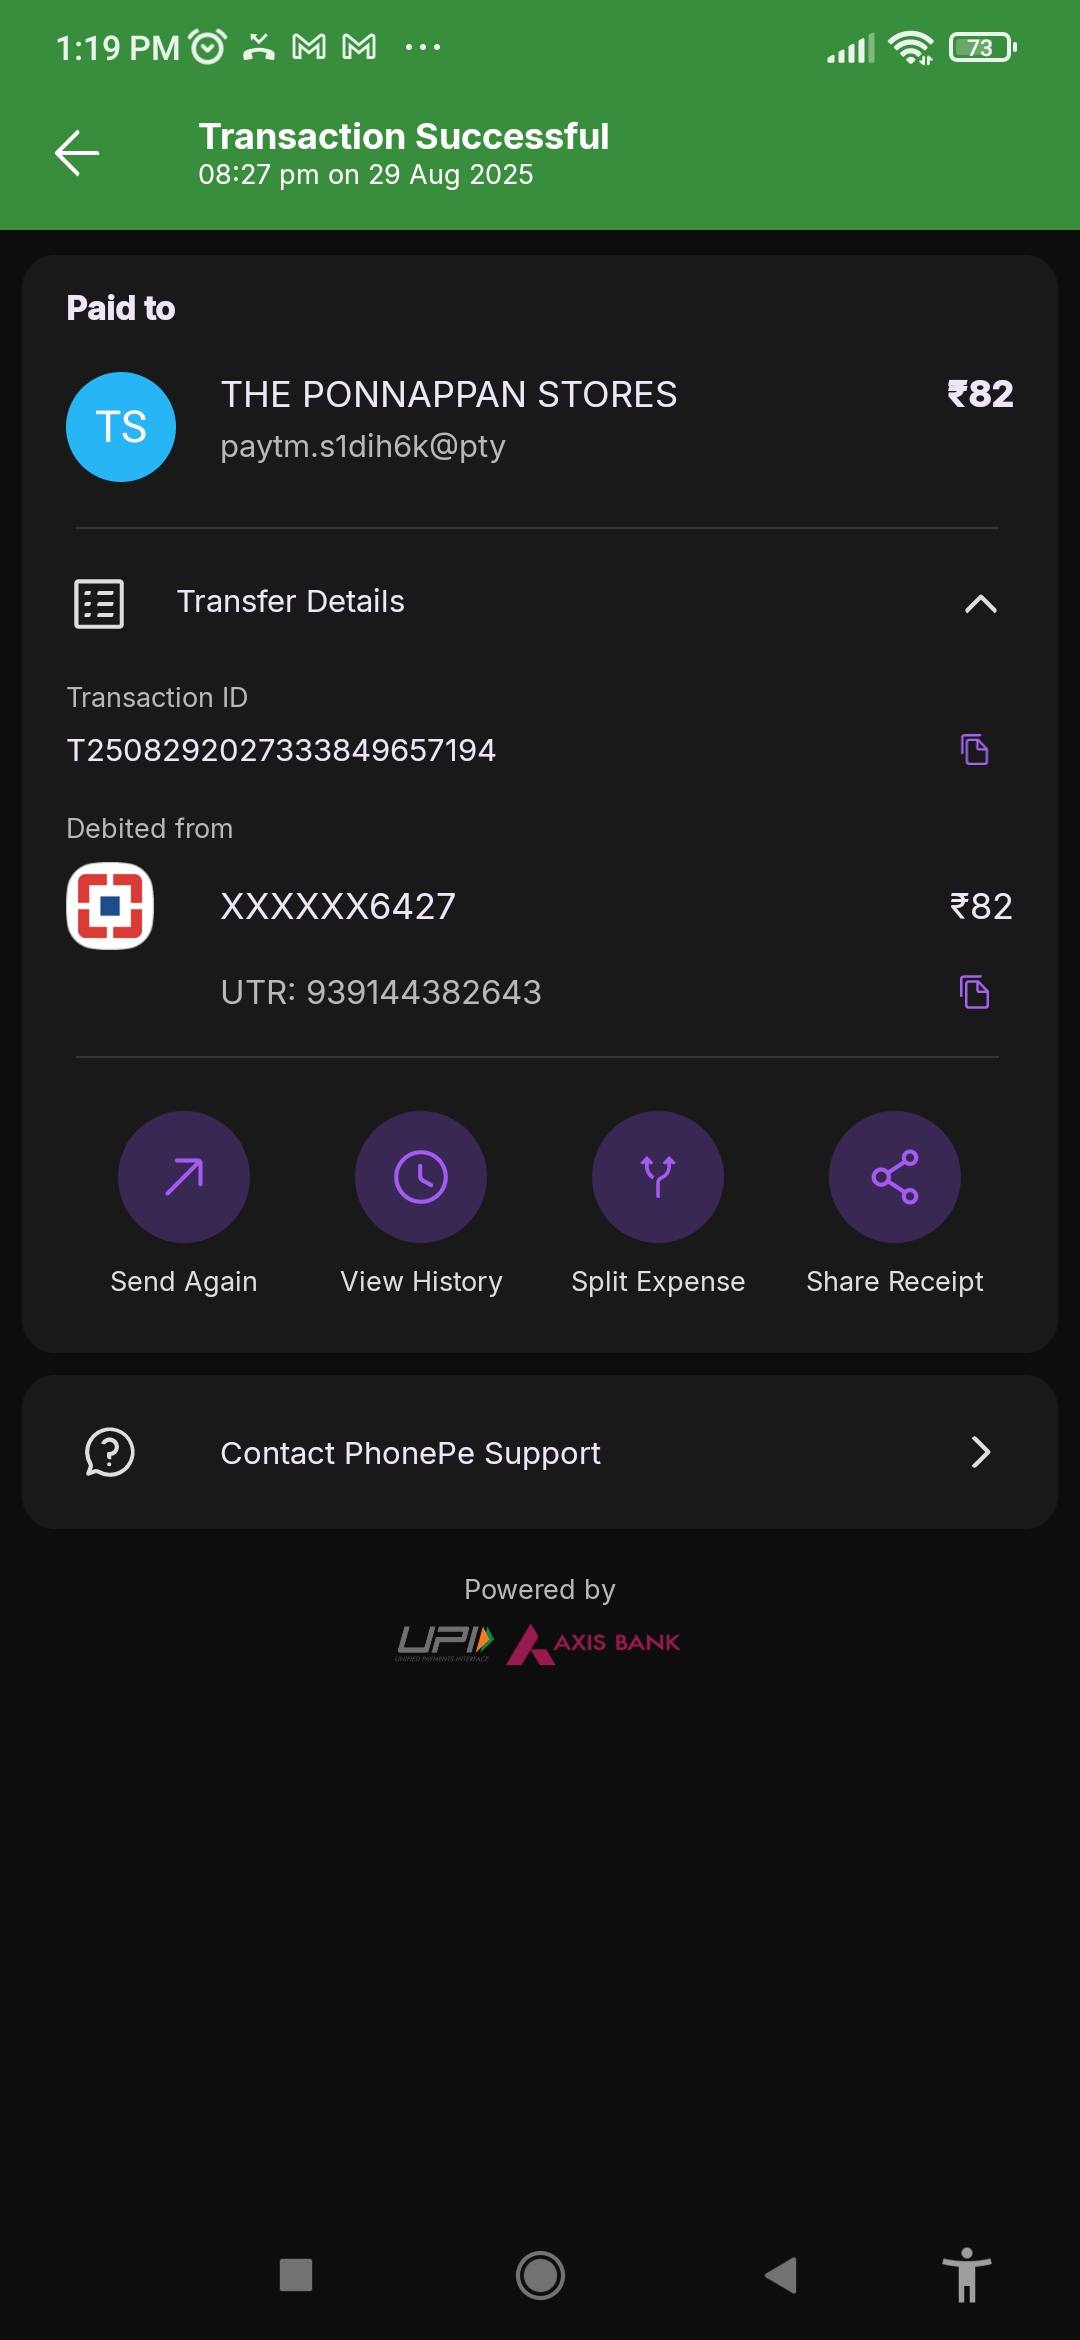 1:19 PM
73
Transaction Successful
08:27 pm on 29 Aug 2025
Paid to
TS
THE PONNAPPAN STORES
₹82
paytm.s1dih6k@pty
Transfer Details
Transaction ID
T2508292027333849657194
Debited from
XXXXXX6427
₹82
UTR: 939144382643
Send Again
View History
Split Expense
Share Receipt
Contact PhonePe Support
Powered by
UPI
UNIFIED PAYMENTS INTERFACE
AXIS BANK